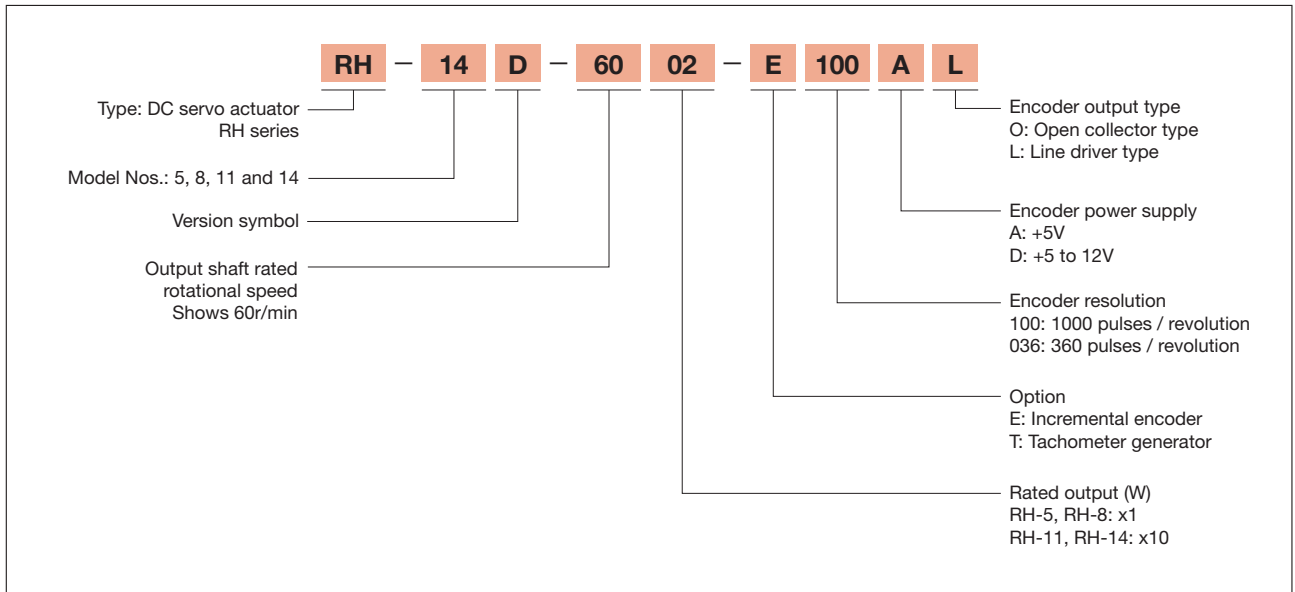 RH – 14 D – 60 02 – E 100 A L
Type: DC servo actuator
RH series
Model Nos.: 5, 8, 11 and 14
Version symbol
Output shaft rated
rotational speed
Shows 60r/min
Encoder output type
O: Open collector type
L: Line driver type
Encoder power supply
A: +5V
D: +5 to 12V
Encoder resolution
100: 1000 pulses / revolution
036: 360 pulses / revolution
Option
E: Incremental encoder
T: Tachometer generator
Rated output (W)
RH-5, RH-8: x1
RH-11, RH-14: x10